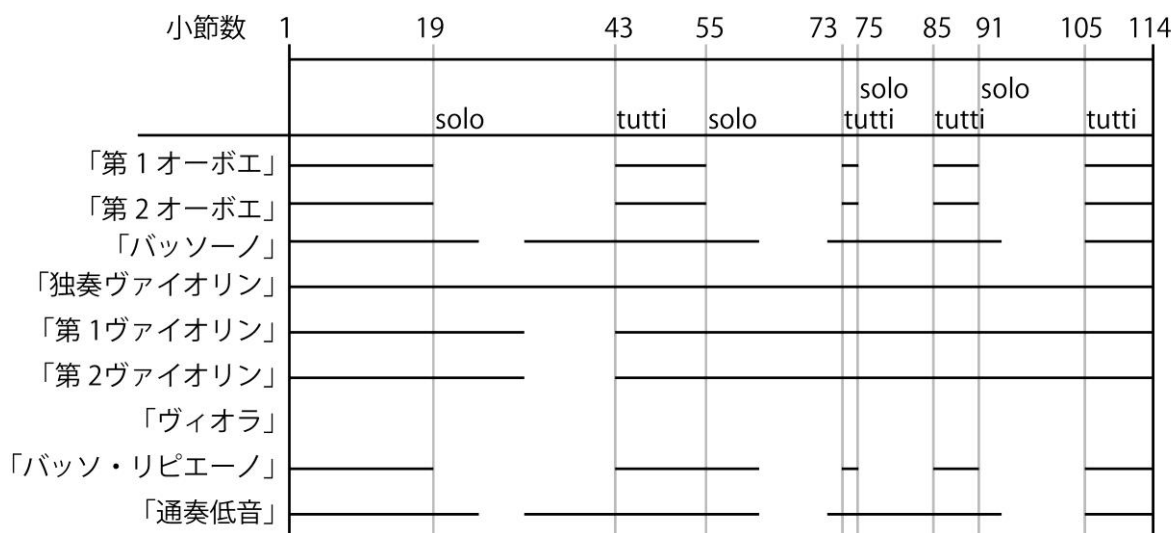 小節数 1 19 43 55 73 75 85 91 105 114
solo solo
solo tutti solo tutti tutti tutti
「第 1 オーボエ」
「第 2 オーボエ」
「バッソーノ」
「独奏ヴァイオリン」
「第 1ヴァイオリン」
「第 2ヴァイオリン」
「ヴィオラ」
「バッソ・リピエーノ」
「通奏低音」